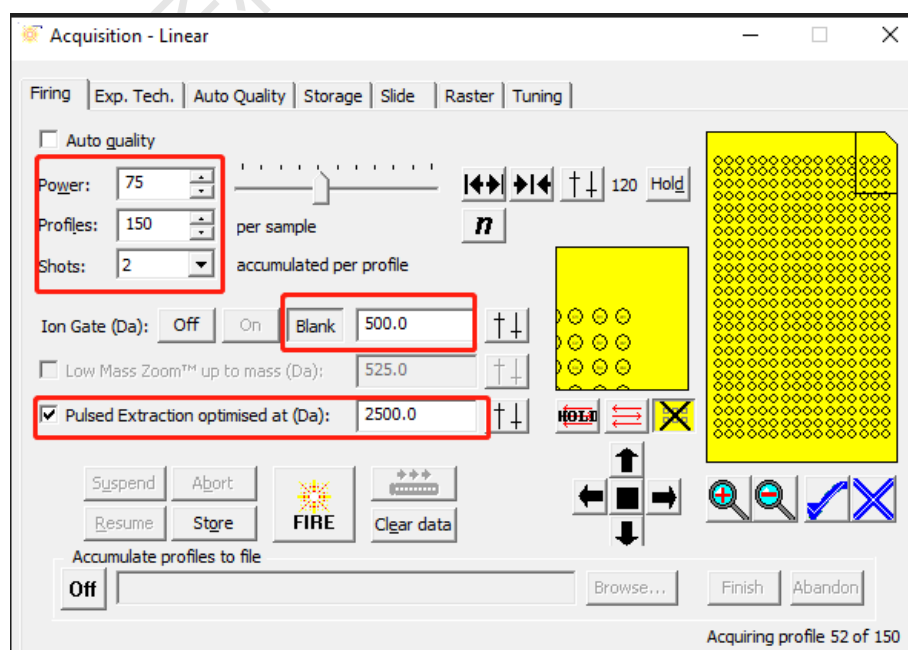 Acquisition - Linear
Firing Exp. Tech. Auto Quality Storage Slide Raster Tuning
Auto quality
Power: 75 120 Hold
Profiles: 150 per sample n
Shots: 2 accumulated per profile
Ion Gate (Da): Off On Blank 500.0
Low Mass Zoom™ up to mass (Da): 525.0
Pulsed Extraction optimised at (Da): 2500.0 HOLD
Suspend Abort
Resume Store FIRE Clear data
Accumulate profiles to file
Off Browse... Finish Abandon
Acquiring profile 52 of 150